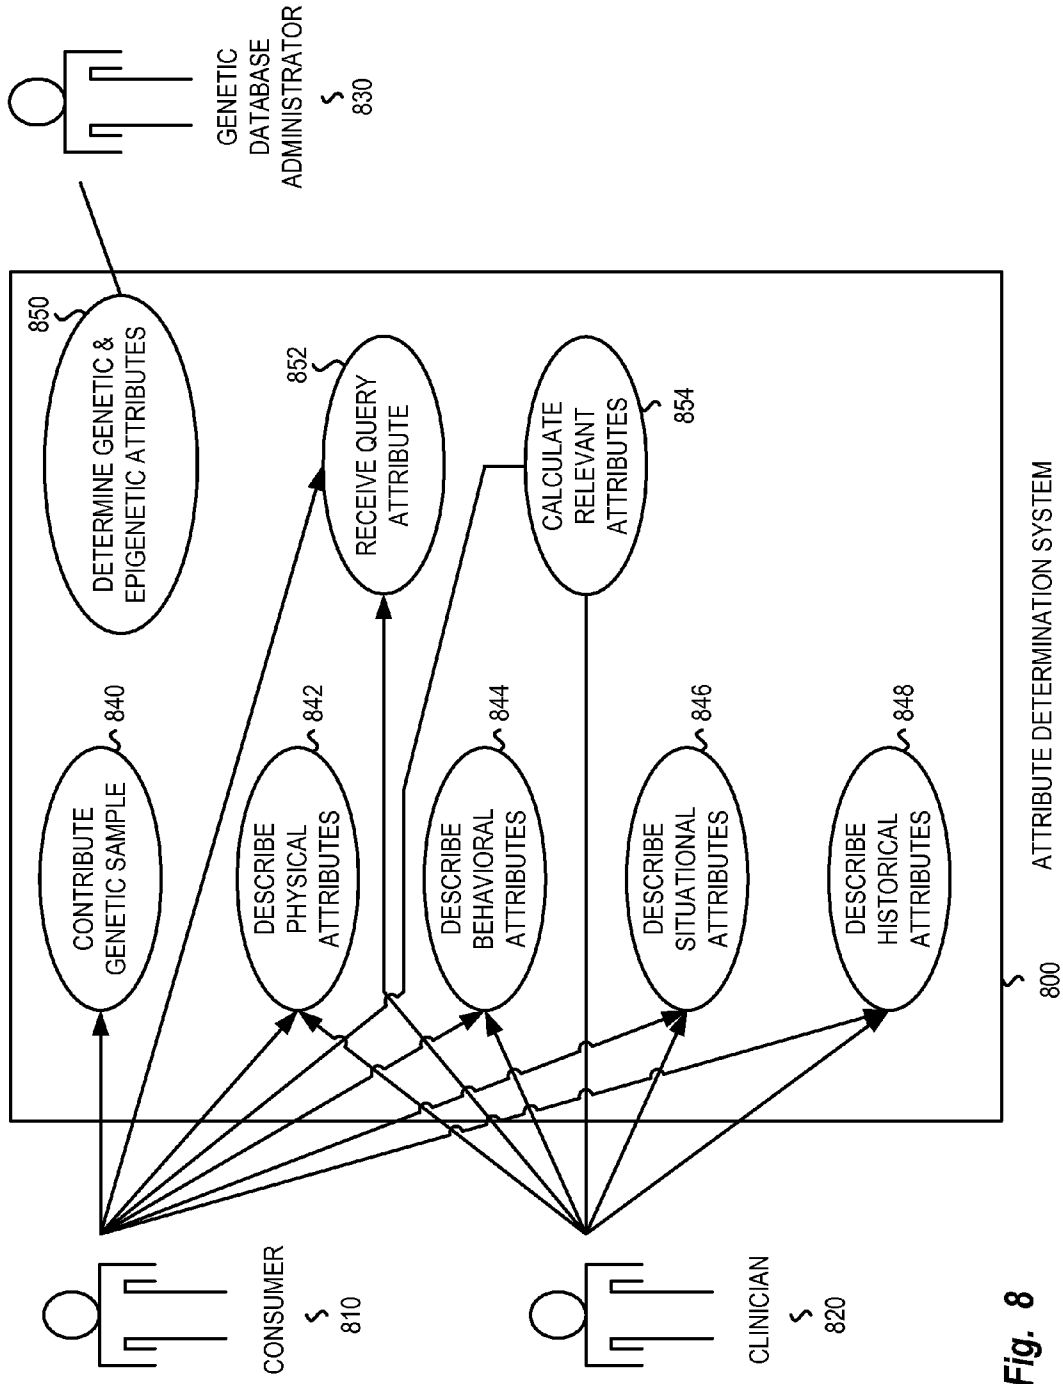 GENETIC
DATABASE
ADMINISTRATOR
830
850
DETERMINE GENETIC &
EPIGENETIC ATTRIBUTES
852
RECEIVE QUERY
ATTRIBUTE
CALCULATE
RELEVANT
ATTRIBUTES
854
CONTRIBUTE
GENETIC SAMPLE
840
DESCRIBE
PHYSICAL
ATTRIBUTES
842
DESCRIBE
BEHAVIORAL
ATTRIBUTES
844
DESCRIBE
SITUATIONAL
ATTRIBUTES
846
DESCRIBE
HISTORICAL
ATTRIBUTES
848
CONSUMER
810
CLINICIAN
820
800
ATTRIBUTE DETERMINATION SYSTEM
Fig. 8